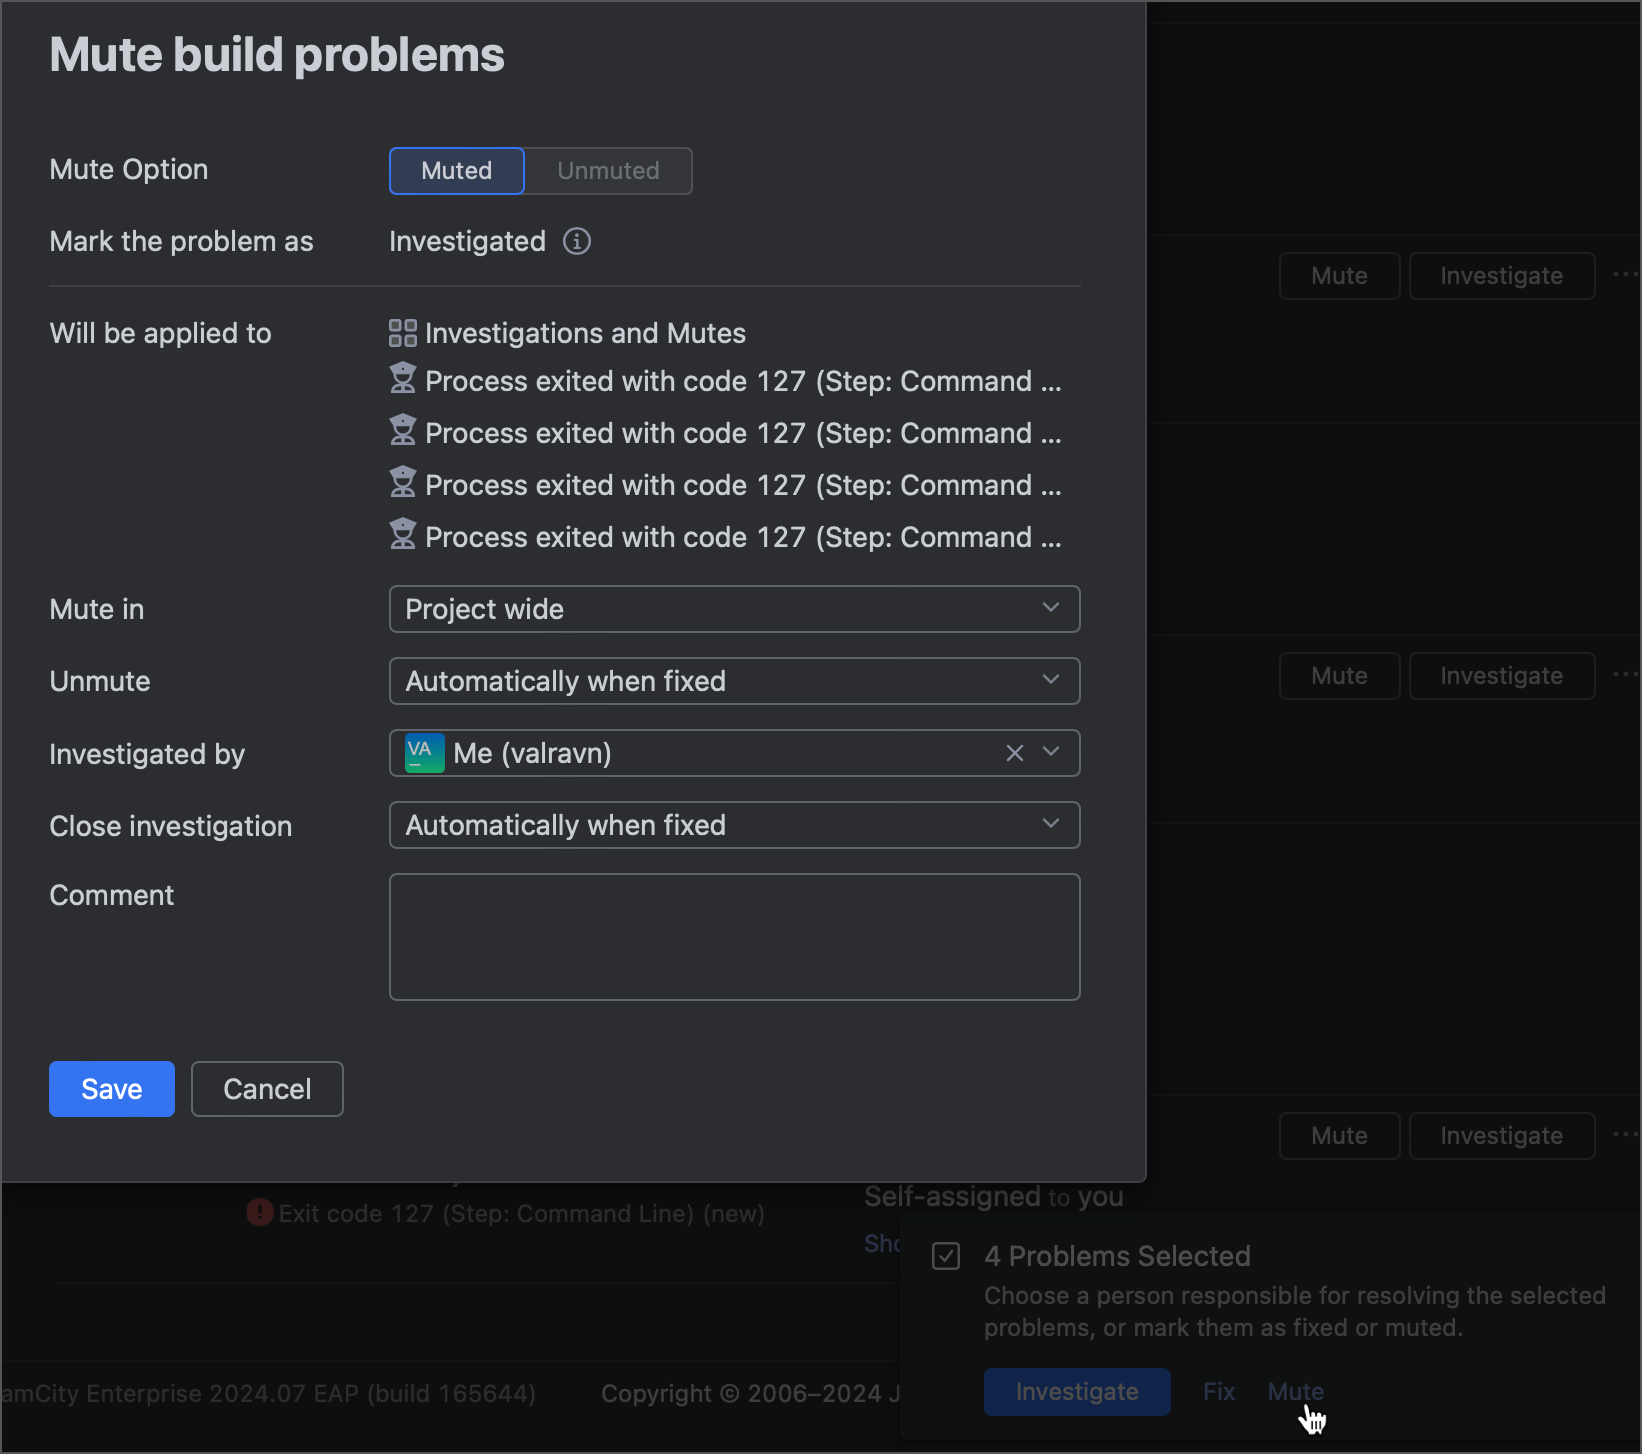 Mute build problems
Mute Option
Muted
Unmuted
Mark the problem as
Investigated
Will be applied to
Investigations and Mutes
Process exited with code 127 (Step: Command ...
Process exited with code 127 (Step: Command ...
Process exited with code 127 (Step: Command ...
Process exited with code 127 (Step: Command ...
Mute in
Project wide
Unmute
Automatically when fixed
Investigated by
VA
Me (valravn)
Close investigation
Automatically when fixed
Comment
Save
Cancel
Mute
Investigate
Mute
Investigate
Mute
Investigate
Exit code 127 (Step: Command Line) (new)
Self-assigned to you
Sho
4 Problems Selected
Choose a person responsible for resolving the selected
problems, or mark them as fixed or muted.
Investigate
Fix
Mute
amCity Enterprise 2024.07 EAP (build 165644)
Copyright © 2006–2024 J